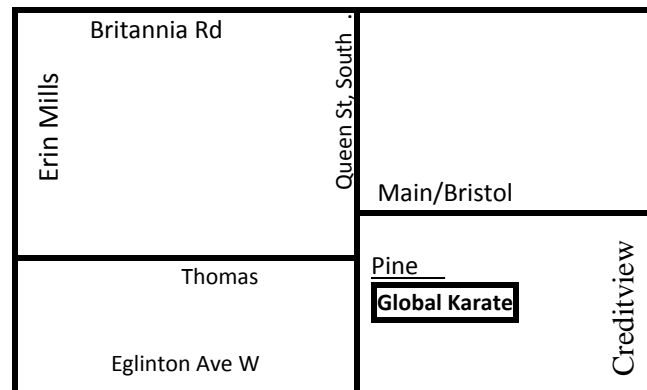 Britannia Rd
Erin Mills
Queen St, South .
Main/Bristol
Thomas
Pine
Global Karate
Creditview
Eglinton Ave W